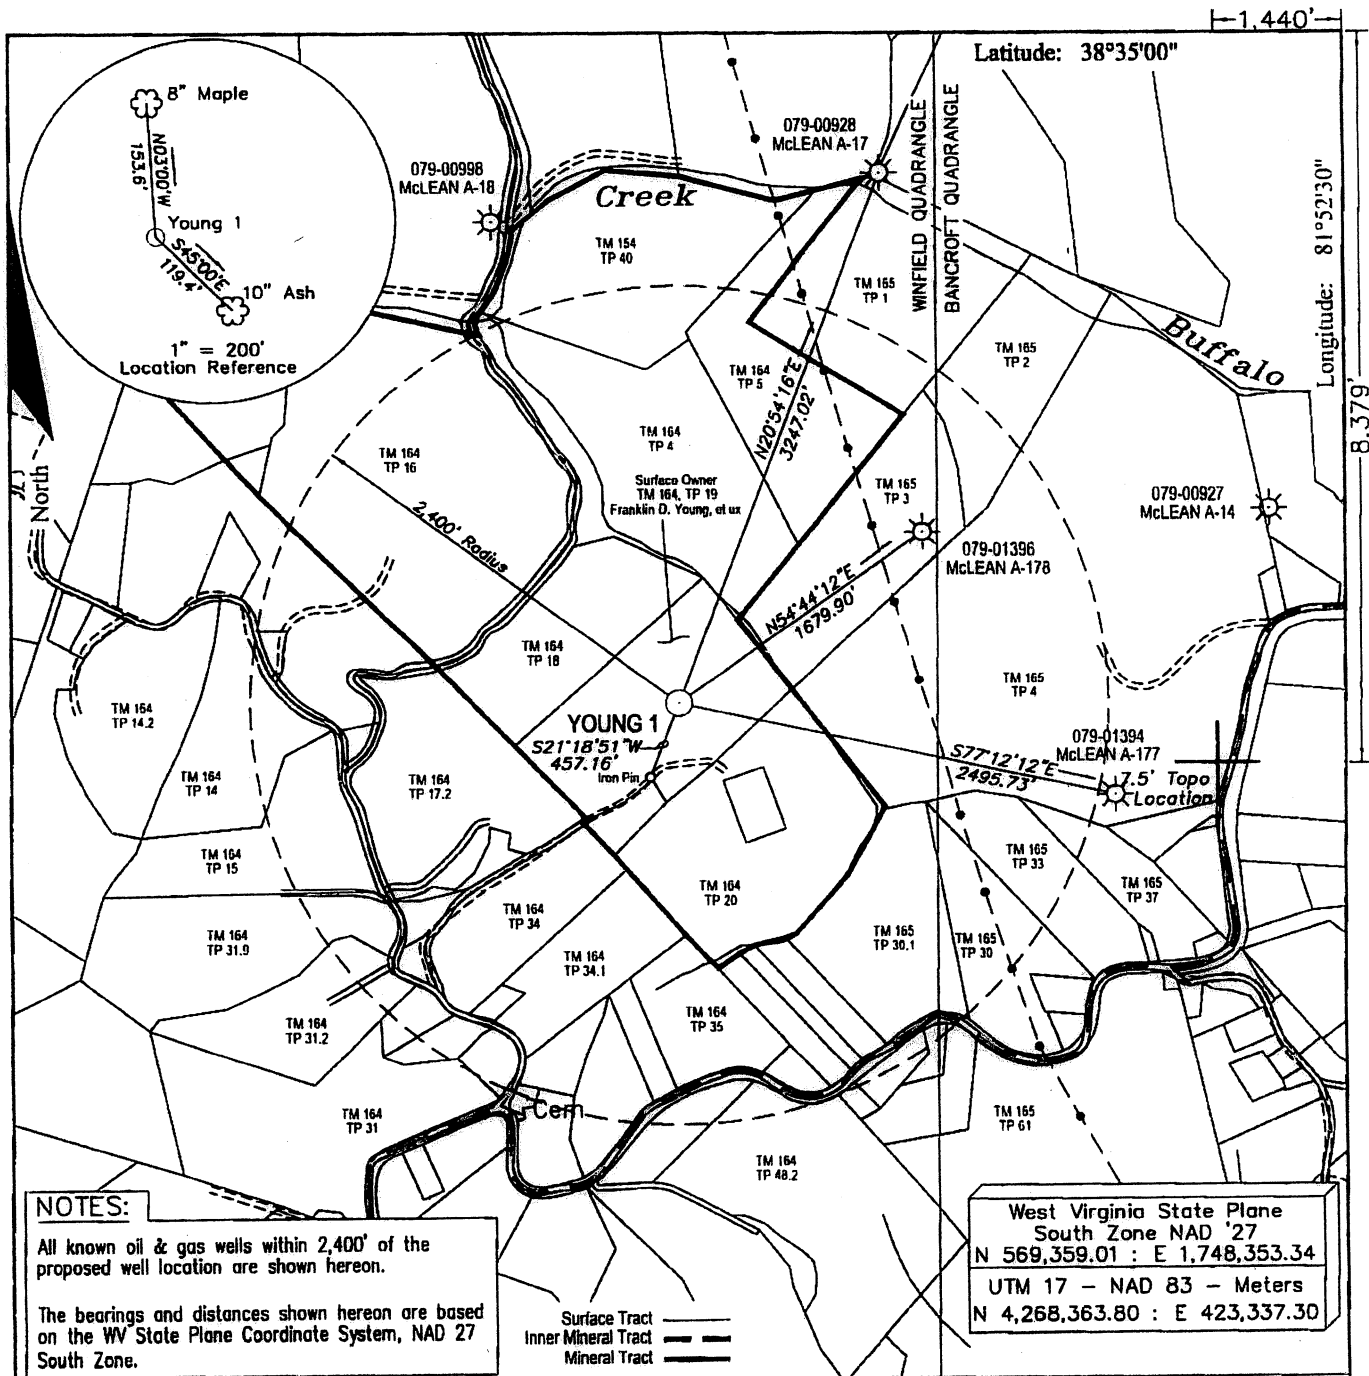 1,440'
Latitude: 38°35'00"
8" Maple
N03°00'W
153.6'
Young 1
S45°00'E
119.4'
10" Ash
1" = 200'
Location Reference
079-00998
McLEAN A-18
079-00928
McLEAN A-17
Creek
WINFIELD QUADRANGLE
BANCROFT QUADRANGLE
Longitude: 81°52'30"
8,379'
TM 154
TP 40
TM 165
TP 1
Buffalo
TM 165
TP 2
TM 164
TP 5
N20°54'16"E
3247.02'
TM 164
TP 4
TM 164
TP 16
North
Surface Owner
TM 164, TP 19
Franklin D. Young, et ux
TM 165
TP 3
079-00927
McLEAN A-14
2,400' Radius
079-01396
McLEAN A-178
N54°44'12"E
1679.90'
TM 164
TP 18
TM 165
TP 4
TM 164
TP 14.2
YOUNG 1
S21°18'51"W
457.16'
Iron Pin
079-01394
McLEAN A-177
S77°12'12"E
2495.73'
7.5' Topo
Location
TM 164
TP 14
TM 164
TP 17.2
TM 164
TP 15
TM 165
TP 33
TM 165
TP 37
TM 164
TP 20
TM 164
TP 34
TM 164
TP 31.9
TM 164
TP 34.1
TM 165
TP 30.1
TM 165
TP 30
TM 164
TP 31.2
TM 164
TP 35
Cem
TM 164
TP 31
TM 165
TP 61
TM 164
TP 48.2
NOTES:
All known oil & gas wells within 2,400' of the
proposed well location are shown hereon.
The bearings and distances shown hereon are based
on the WV State Plane Coordinate System, NAD 27
South Zone.
Surface Tract
Inner Mineral Tract
Mineral Tract
West Virginia State Plane
South Zone NAD '27
N 569,359.01 : E 1,748,353.34
UTM 17 - NAD 83 - Meters
N 4,268,363.80 : E 423,337.30